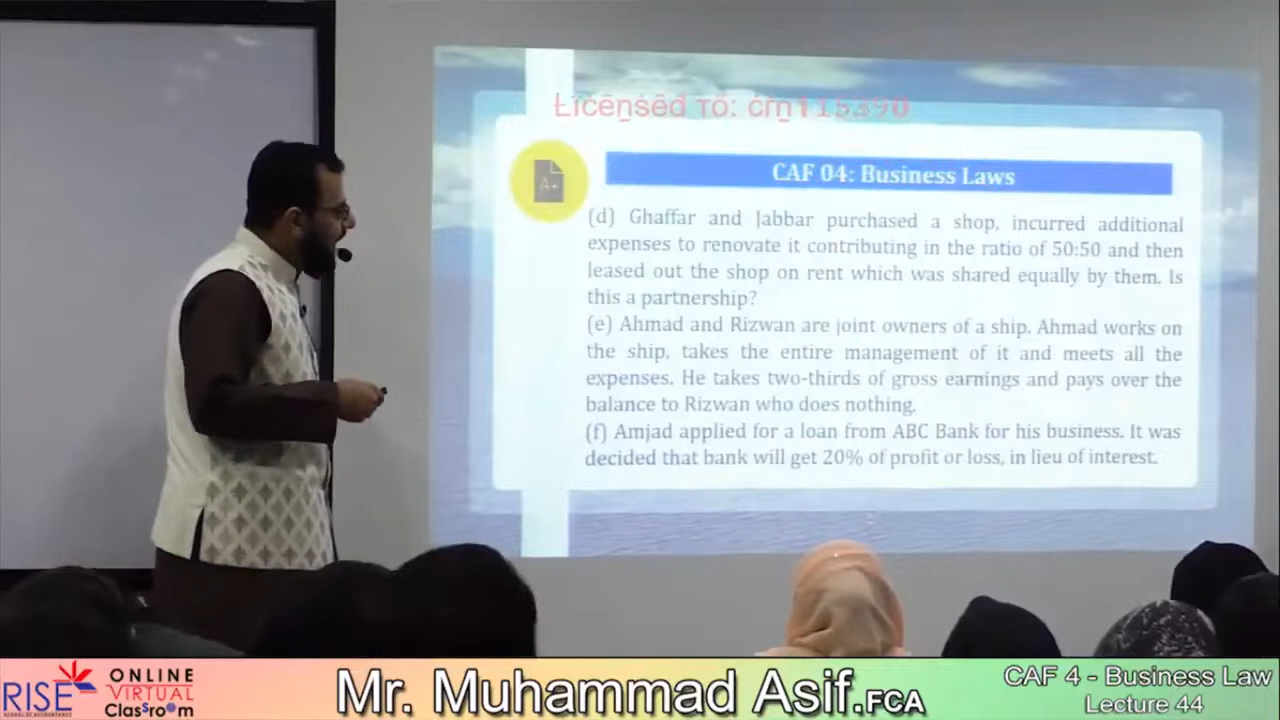 Ƚïċēṉṡēḋ ᴛȯ̈: ċṙṉ115390
A+
CAF 04: Business Laws
(d) Ghaffar and Jabbar purchased a shop, incurred additional
expenses to renovate it contributing in the ratio of 50:50 and then
leased out the shop on rent which was shared equally by them. Is
this a partnership?
(e) Ahmad and Rizwan are joint owners of a ship. Ahmad works on
the ship, takes the entire management of it and meets all the
expenses. He takes two-thirds of gross earnings and pays over the
balance to Rizwan who does nothing.
(f) Amjad applied for a loan from ABC Bank for his business. It was
decided that bank will get 20% of profit or loss, in lieu of interest.
RISE
ONLINE
VIRTUAL
ClasSro m
Mr. Muhammad Asif.FCA
CAF 4 - Business Law
Lecture 44